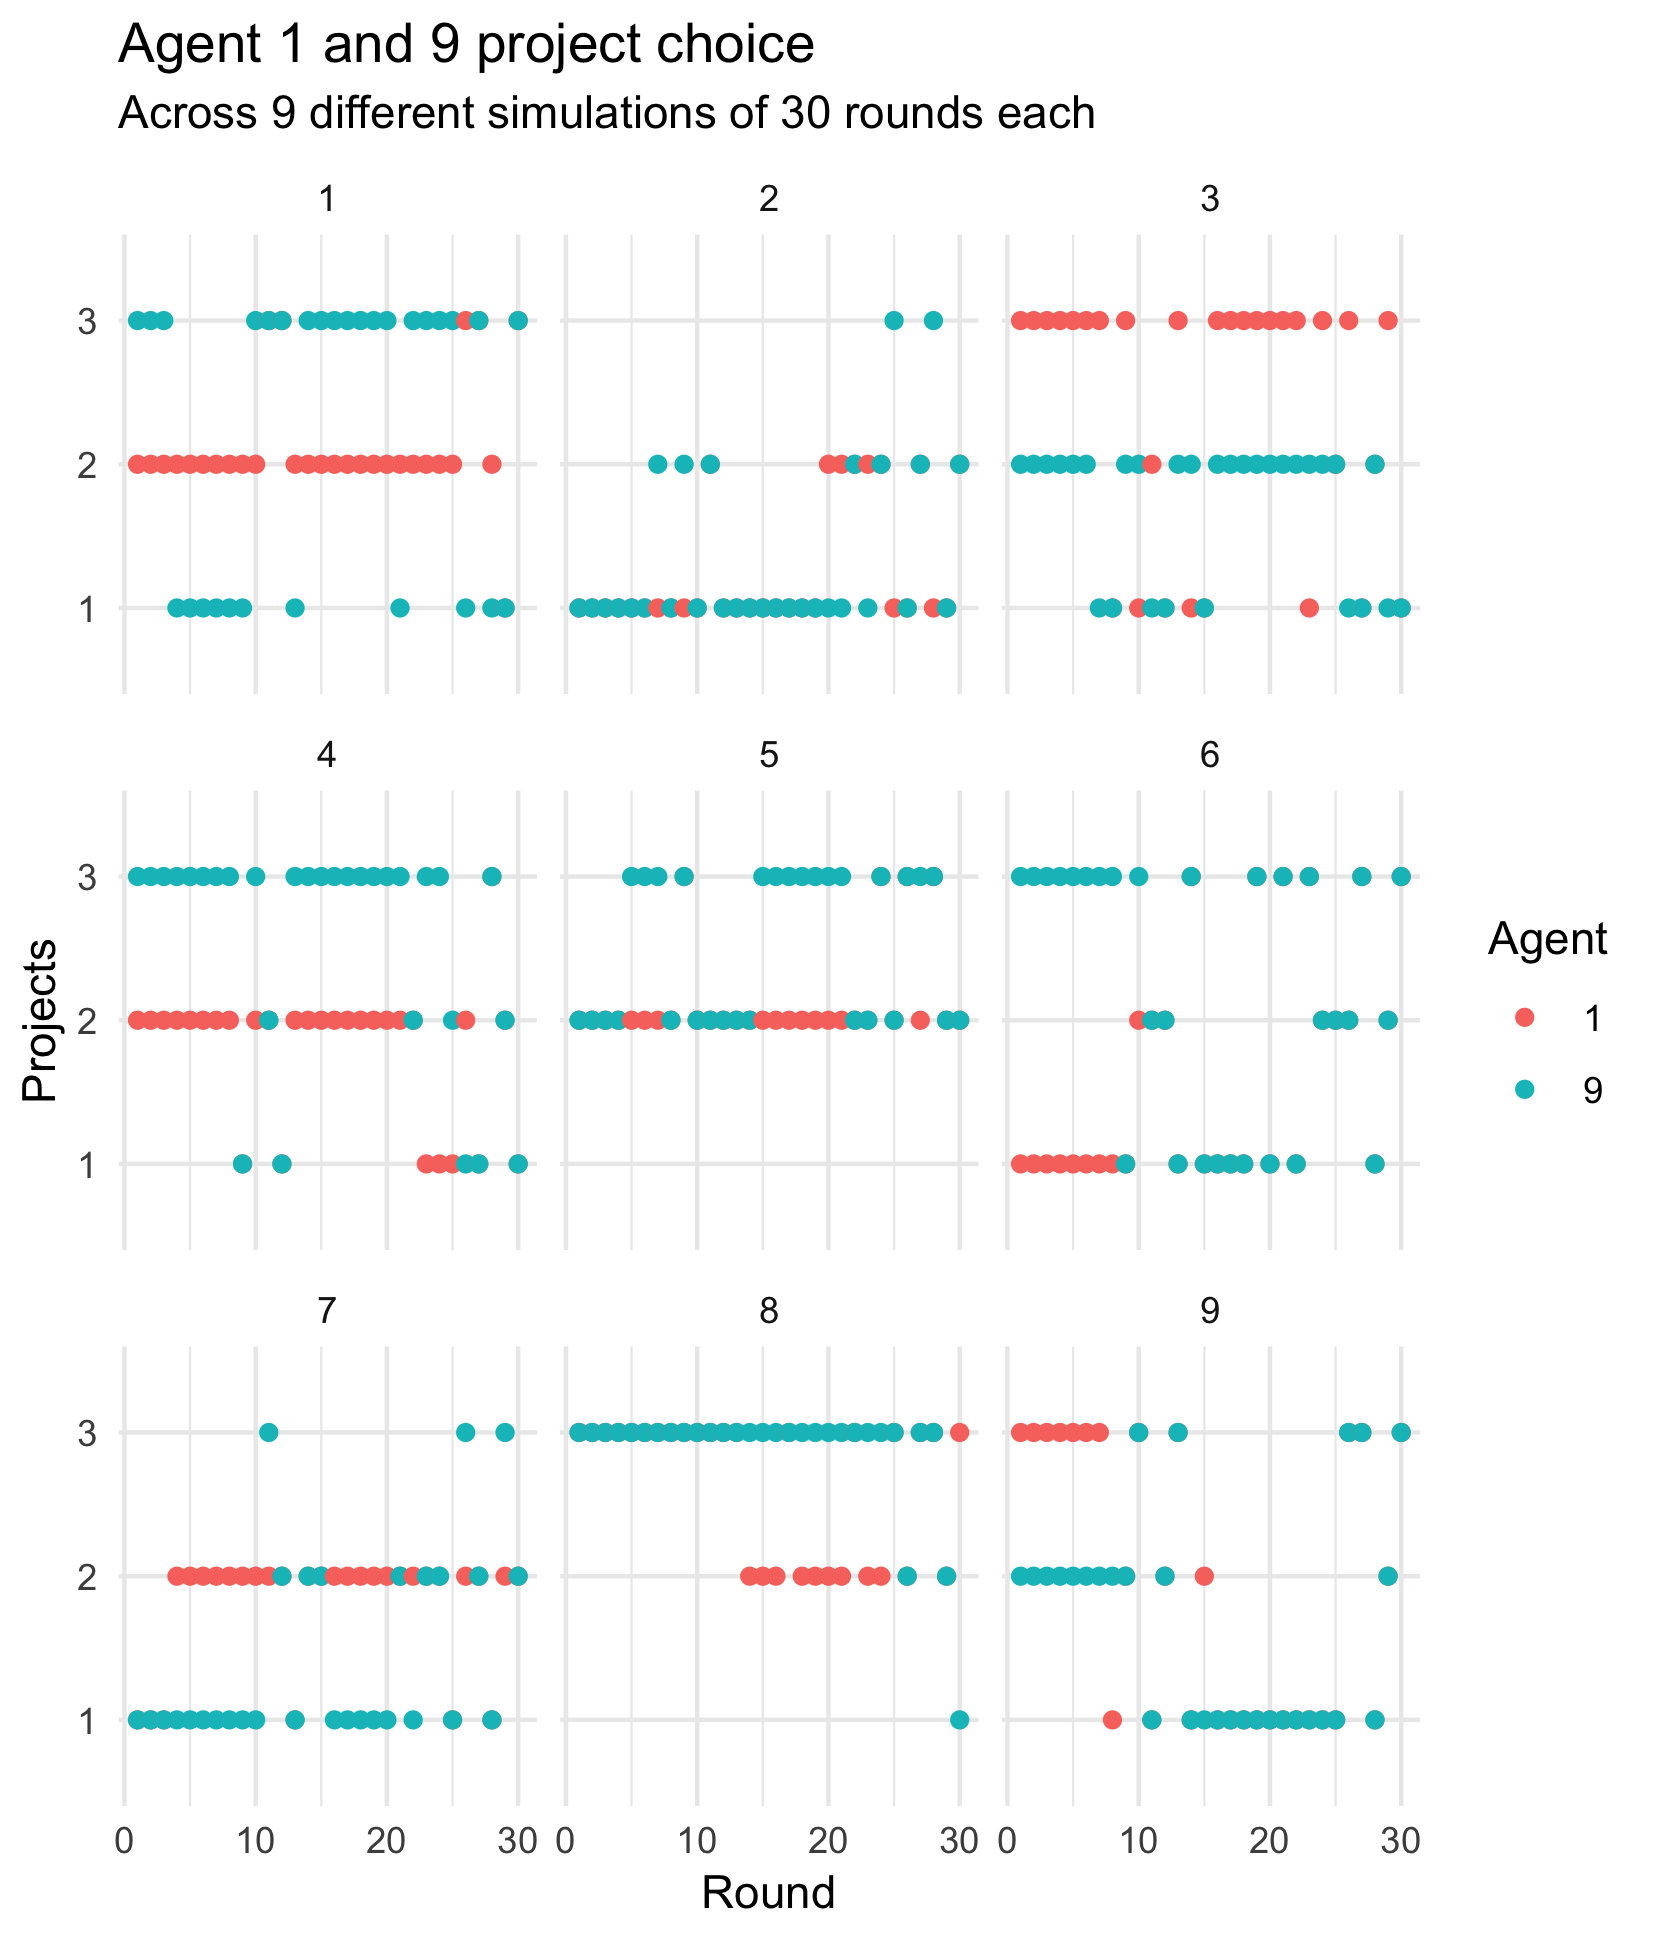 Agent 1 and 9 project choice
Across 9 different simulations of 30 rounds each
1 2 3
3
2
1
4 5 6
3
2
1
Projects
Agent
1
9
7 8 9
3
2
1
0 10 20 30 0 10 20 30 0 10 20 30
Round